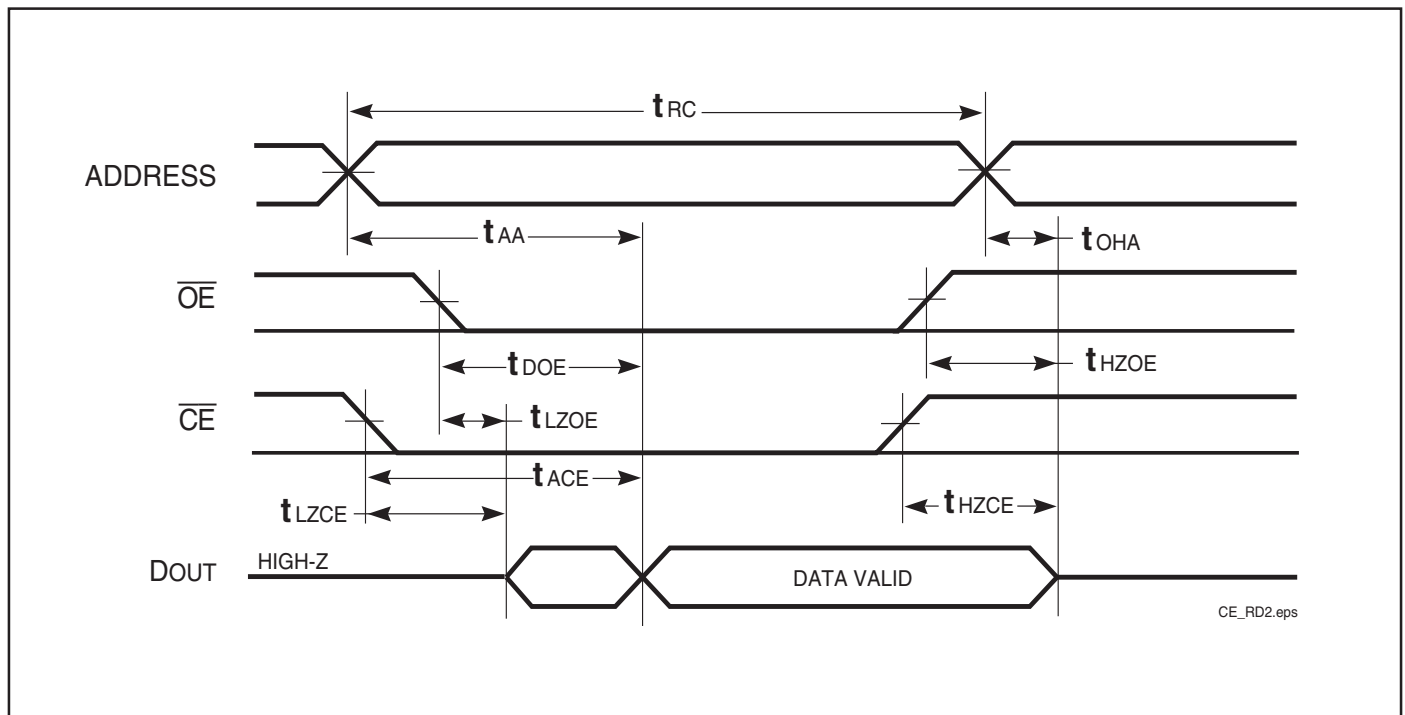 tRC
ADDRESS
tAA
tOHA
OE
tDOE
tHZOE
CE
tLZOE
tACE
tLZCE
tHZCE
DOUT
HIGH-Z
DATA VALID
CE_RD2.eps